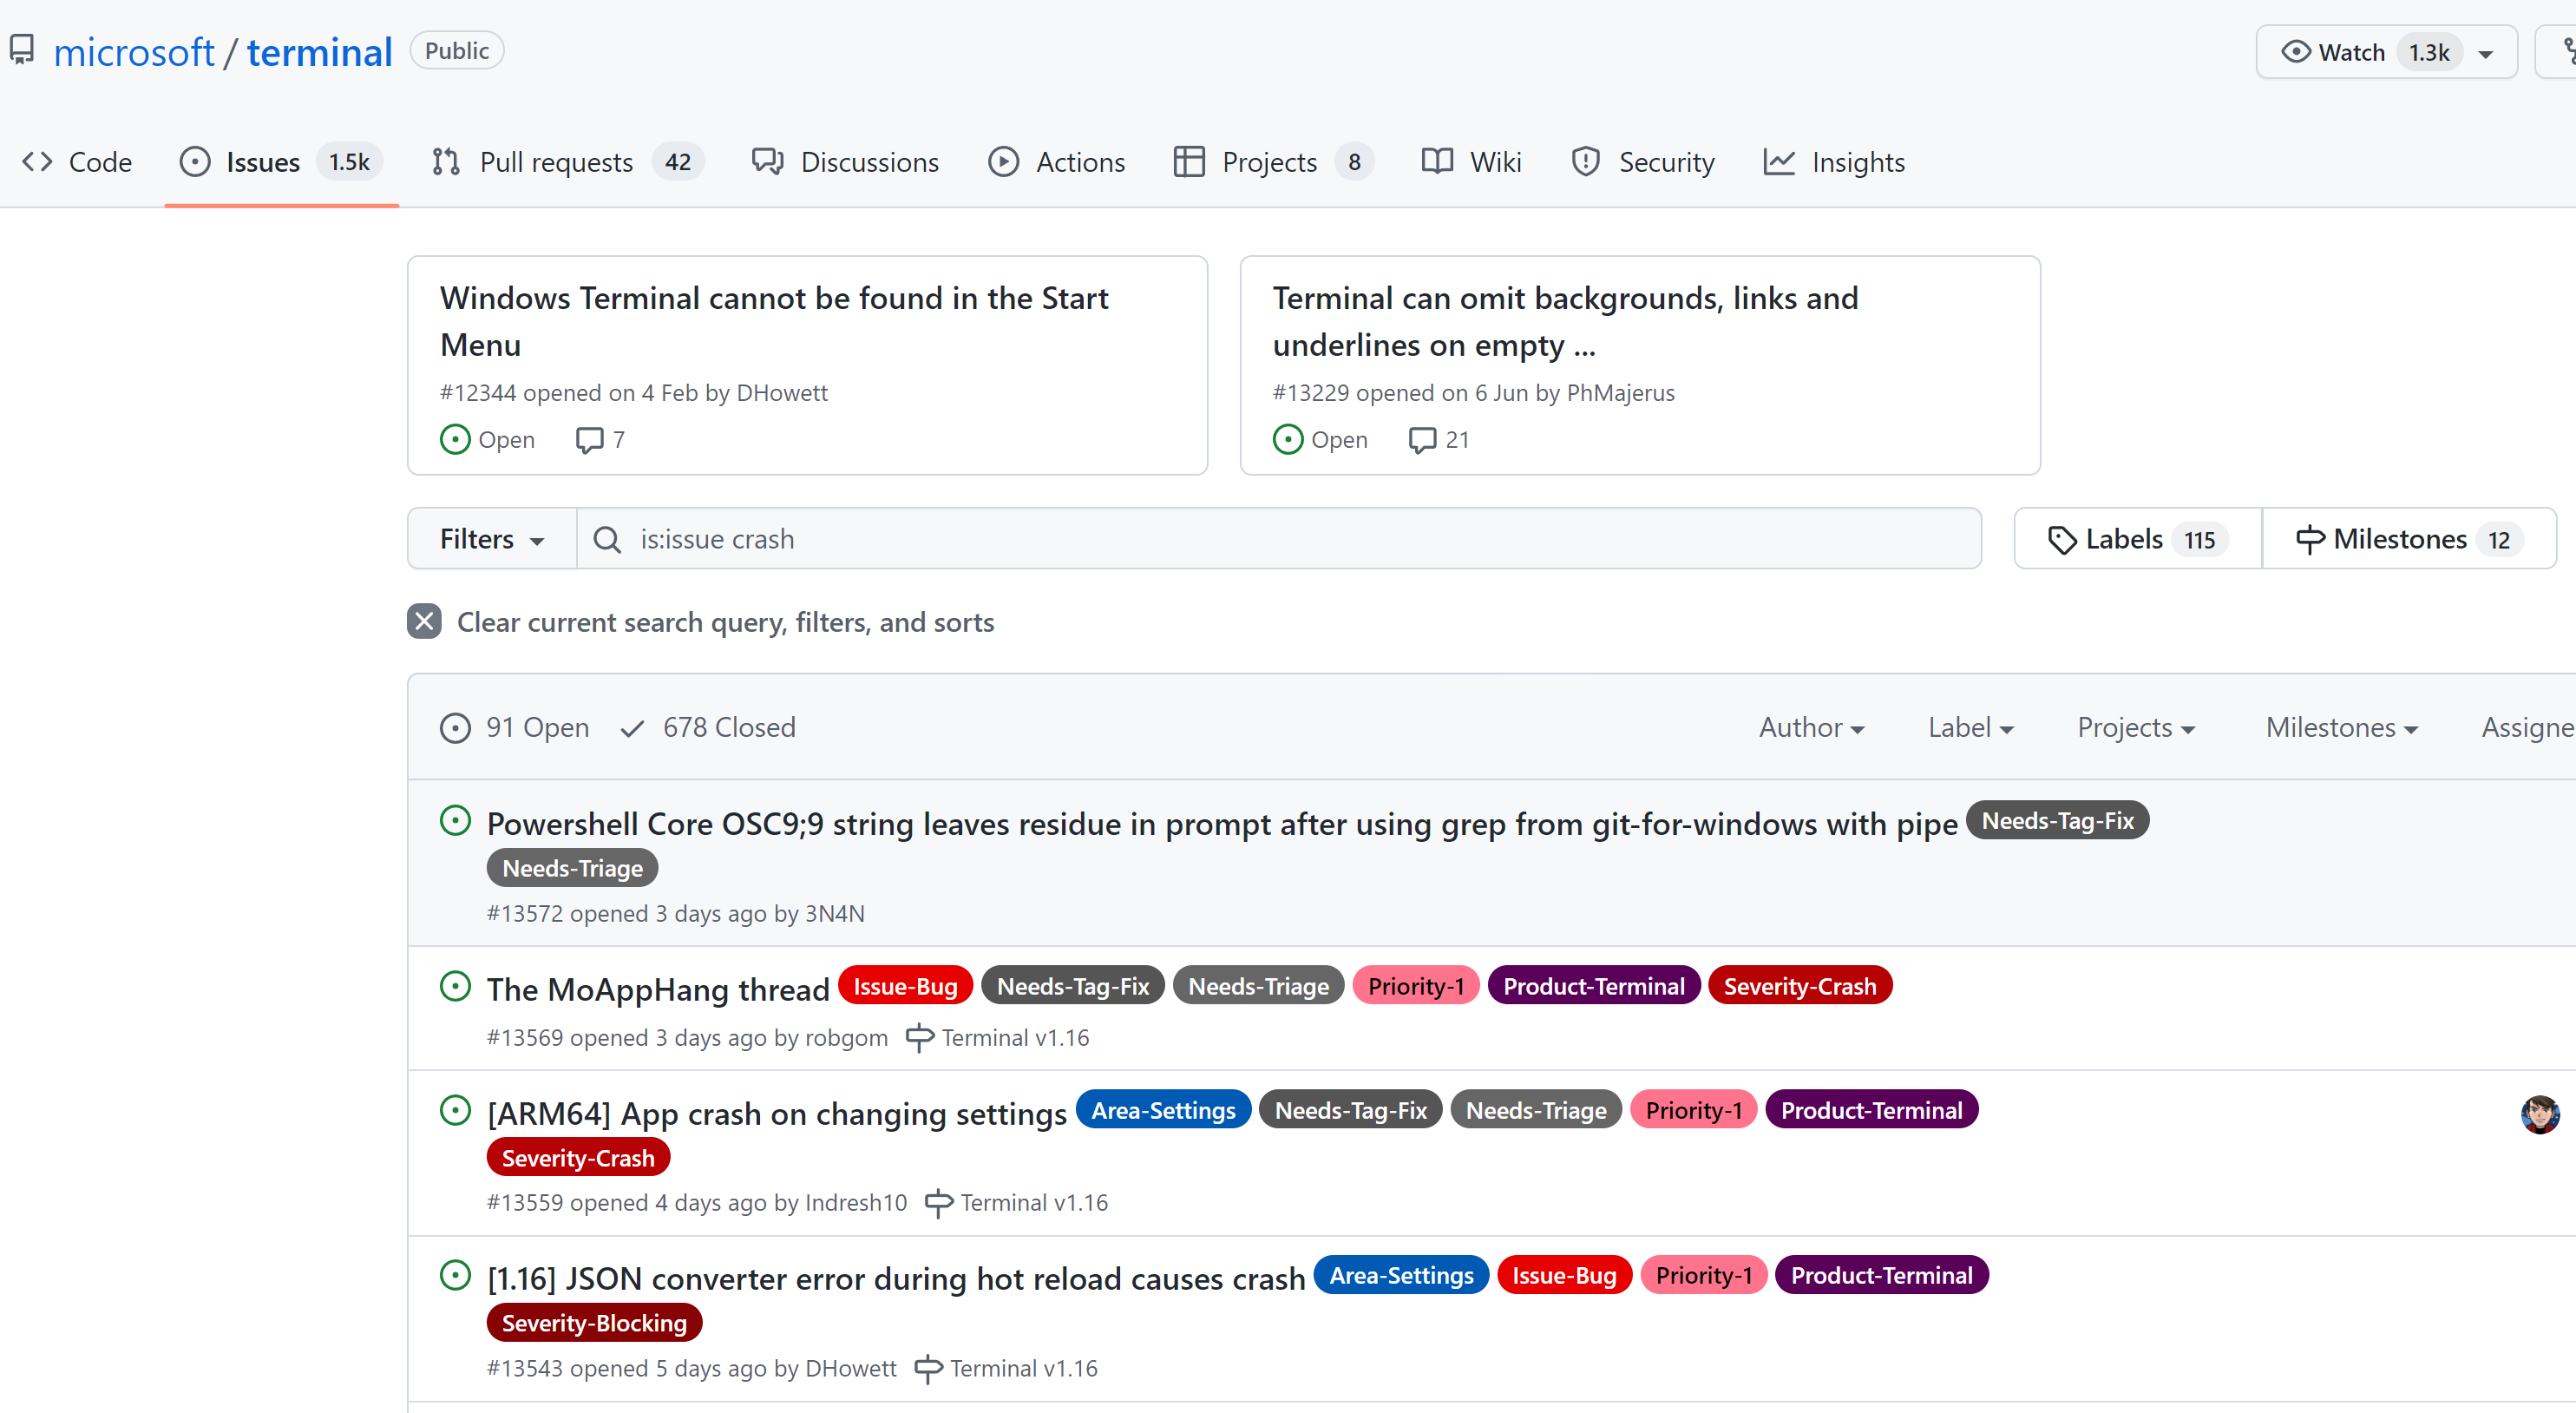 microsoft / terminal Public
Watch 1.3k
Code Issues 1.5k Pull requests 42 Discussions Actions Projects 8 Wiki Security Insights
Windows Terminal cannot be found in the Start
Menu
#12344 opened on 4 Feb by DHowett
Open 7
Terminal can omit backgrounds, links and
underlines on empty ...
#13229 opened on 6 Jun by PhMajerus
Open 21
Filters is:issue crash Labels 115 Milestones 12
Clear current search query, filters, and sorts
91 Open 678 Closed Author Label Projects Milestones Assigne
Powershell Core OSC9;9 string leaves residue in prompt after using grep from git-for-windows with pipe Needs-Tag-Fix
Needs-Triage
#13572 opened 3 days ago by 3N4N
The MoAppHang thread Issue-Bug Needs-Tag-Fix Needs-Triage Priority-1 Product-Terminal Severity-Crash
#13569 opened 3 days ago by robgom Terminal v1.16
[ARM64] App crash on changing settings Area-Settings Needs-Tag-Fix Needs-Triage Priority-1 Product-Terminal
Severity-Crash
#13559 opened 4 days ago by Indresh10 Terminal v1.16
[1.16] JSON converter error during hot reload causes crash Area-Settings Issue-Bug Priority-1 Product-Terminal
Severity-Blocking
#13543 opened 5 days ago by DHowett Terminal v1.16